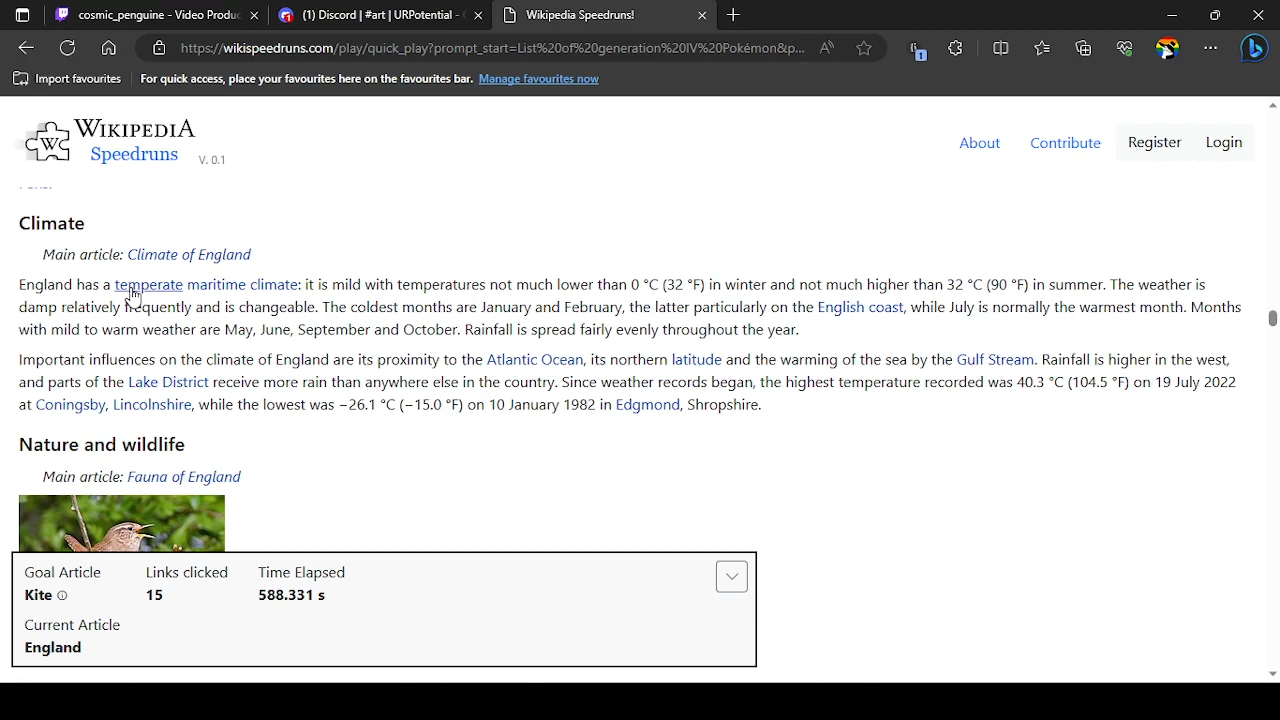 cosmic_penguine - Video Produc
(1) Discord | #art | URPotential -
Wikipedia Speedruns!
https://wikispeedruns.com/play/quick_play?prompt_start=List%20of%20generation%20IV%20Pokémon&p...
1
Import favourites
For quick access, place your favourites here on the favourites bar. Manage favourites now
WIKIPEDIA
Speedruns V. 0.1
About
Contribute
Register
Login
Climate
Main article: Climate of England
England has a temperate maritime climate: it is mild with temperatures not much lower than 0 °C (32 °F) in winter and not much higher than 32 °C (90 °F) in summer. The weather is
damp relatively frequently and is changeable. The coldest months are January and February, the latter particularly on the English coast, while July is normally the warmest month. Months
with mild to warm weather are May, June, September and October. Rainfall is spread fairly evenly throughout the year.
Important influences on the climate of England are its proximity to the Atlantic Ocean, its northern latitude and the warming of the sea by the Gulf Stream. Rainfall is higher in the west,
and parts of the Lake District receive more rain than anywhere else in the country. Since weather records began, the highest temperature recorded was 40.3 °C (104.5 °F) on 19 July 2022
at Coningsby, Lincolnshire, while the lowest was −26.1 °C (−15.0 °F) on 10 January 1982 in Edgmond, Shropshire.
Nature and wildlife
Main article: Fauna of England
Goal Article
Kite
Links clicked
15
Time Elapsed
588.331 s
Current Article
England